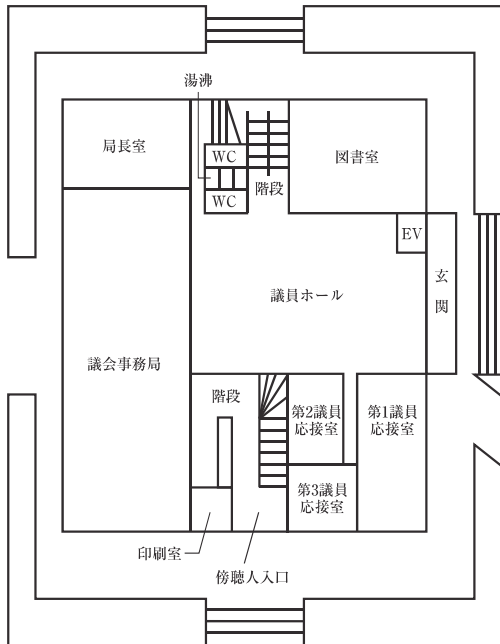 湯沸
局長室
WC
図書室
階段
WC
EV
玄
関
議員ホール
議会事務局
階段
第2議員
応接室
第1議員
応接室
第3議員
応接室
印刷室
傍聴人入口